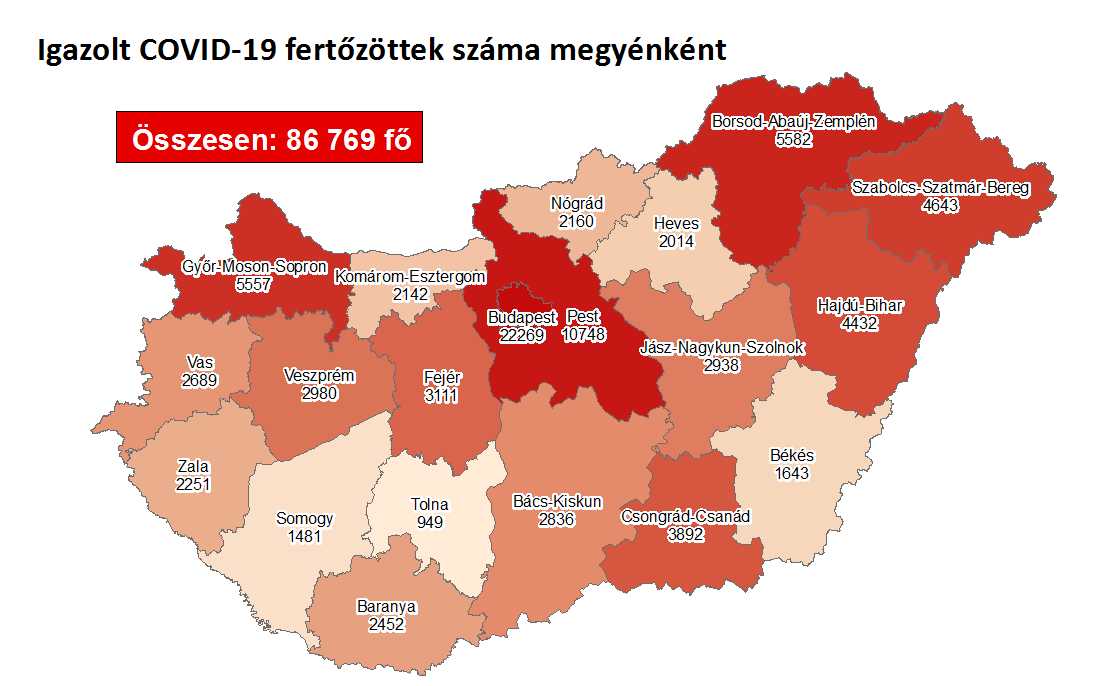 Igazolt COVID-19 fertőzöttek száma megyénként
Összesen: 86 769 fő
Borsod-Abaúj-Zemplén
5582
Szabolcs-Szatmár-Bereg
4643
Nógrád
2160
Heves
2014
Győr-Moson-Sopron
5557
Komárom-Esztergom
2142
Hajdú-Bihar
4432
Budapest
22269
Pest
10748
Jász-Nagykun-Szolnok
2938
Vas
2689
Veszprém
2980
Fejér
3111
Zala
2251
Békés
1643
Somogy
1481
Tolna
949
Bács-Kiskun
2836
Csongrád-Csanád
3892
Baranya
2452